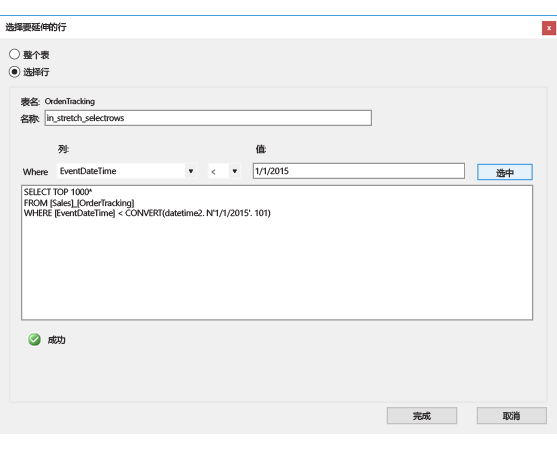 选择要延伸的行
x
整个表
选择行
表名: OrdenTracking
名称: in_stretch_selectrows
列: 值:
Where EventDateTime < 1/1/2015 选中
SELECT TOP 1000*
FROM [Sales]_[OrderTracking]
WHERE [EventDateTime] < CONVERT(datetime2. N'1/1/2015'. 101)
成功
完成 取消